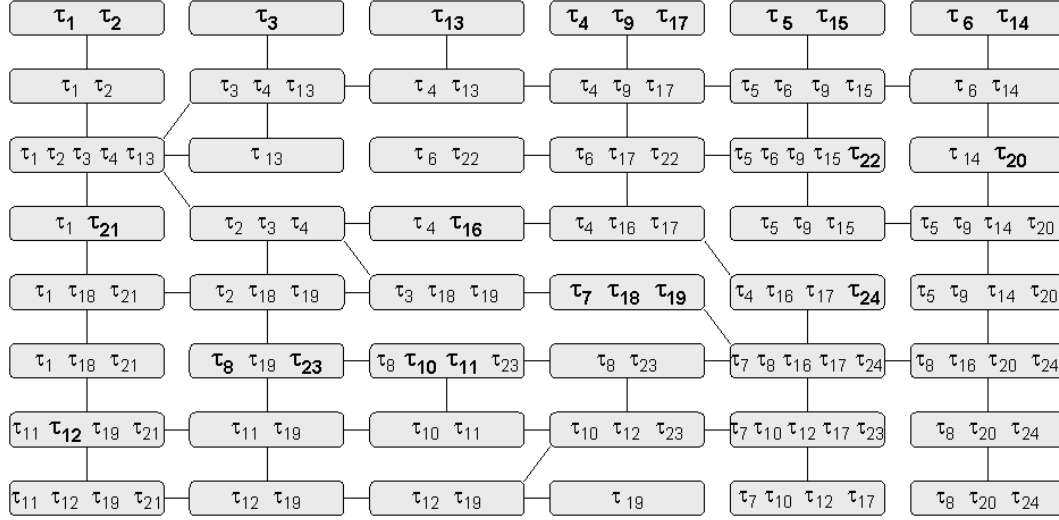 τ1 τ2 τ3 τ13 τ4 τ9 τ17 τ5 τ15 τ6 τ14
τ1 τ2 τ3 τ4 τ13 τ4 τ13 τ4 τ9 τ17 τ5 τ6 τ9 τ15 τ6 τ14
τ1 τ2 τ3 τ4 τ13 τ13 τ6 τ22 τ6 τ17 τ22 τ5 τ6 τ9 τ15 τ22 τ14 τ20
τ1 τ21 τ2 τ3 τ4 τ4 τ16 τ4 τ16 τ17 τ5 τ9 τ15 τ5 τ9 τ14 τ20
τ1 τ18 τ21 τ2 τ18 τ19 τ3 τ18 τ19 τ7 τ18 τ19 τ4 τ16 τ17 τ24 τ5 τ9 τ14 τ20
τ1 τ18 τ21 τ8 τ19 τ23 τ8 τ10 τ11 τ23 τ8 τ23 τ7 τ8 τ16 τ17 τ24 τ8 τ16 τ20 τ24
τ11 τ12 τ19 τ21 τ11 τ19 τ10 τ11 τ10 τ12 τ23 τ7 τ10 τ12 τ17 τ23 τ8 τ20 τ24
τ11 τ12 τ19 τ21 τ12 τ19 τ12 τ19 τ19 τ7 τ10 τ12 τ17 τ8 τ20 τ24